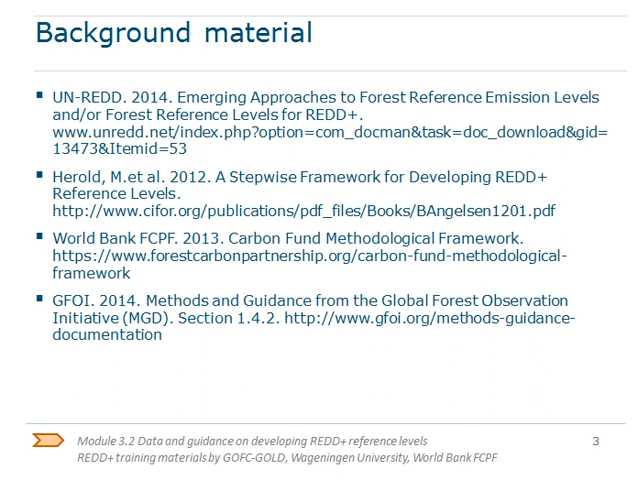 Background material
UN-REDD. 2014. Emerging Approaches to Forest Reference Emission Levels
and/or Forest Reference Levels for REDD+.
www.unredd.net/index.php?option=com_docman&task=doc_download&gid=
13473&Itemid=53
Herold, M.et al. 2012. A Stepwise Framework for Developing REDD+
Reference Levels.
http://www.cifor.org/publications/pdf_files/Books/BAngelsen1201.pdf
World Bank FCPF. 2013. Carbon Fund Methodological Framework.
https://www.forestcarbonpartnership.org/carbon-fund-methodological-
framework
GFOI. 2014. Methods and Guidance from the Global Forest Observation
Initiative (MGD). Section 1.4.2. http://www.gfoi.org/methods-guidance-
documentation
Module 3.2 Data and guidance on developing REDD+ reference levels
REDD+ training materials by GOFC-GOLD, Wageningen University, World Bank FCPF
3